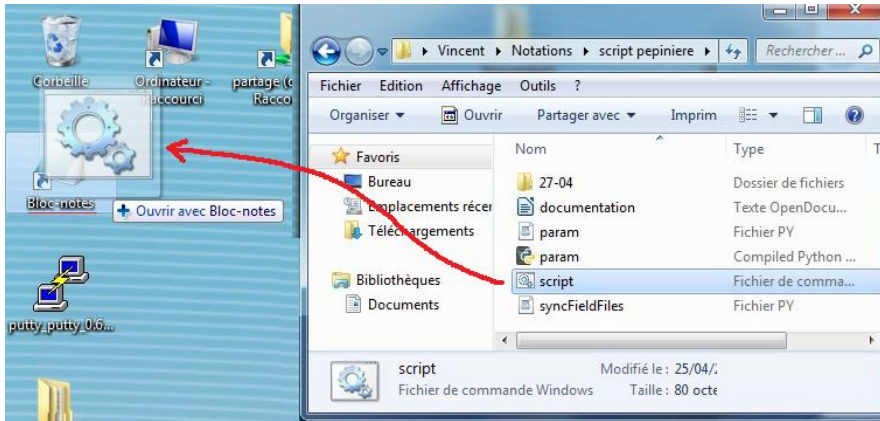 Corbeille
Ordinateur -
Raccourci
partage (c
Racco
Bloc-notes
Ouvrir avec Bloc-notes
putty_putty_0.6...
Vincent
Notations
script pepiniere
Rechercher ...
Fichier Edition Affichage Outils ?
Organiser Ouvrir Partager avec Imprim
Favoris
Bureau
Emplacements récer
Téléchargements
Bibliothèques
Documents
Nom Type T
27-04 Dossier de fichiers
documentation Texte OpenDocu...
param Fichier PY
param Compiled Python ...
script Fichier de comma...
syncFieldFiles Fichier PY
script Modifié le : 25/04/2
Fichier de commande Windows Taille : 80 octe